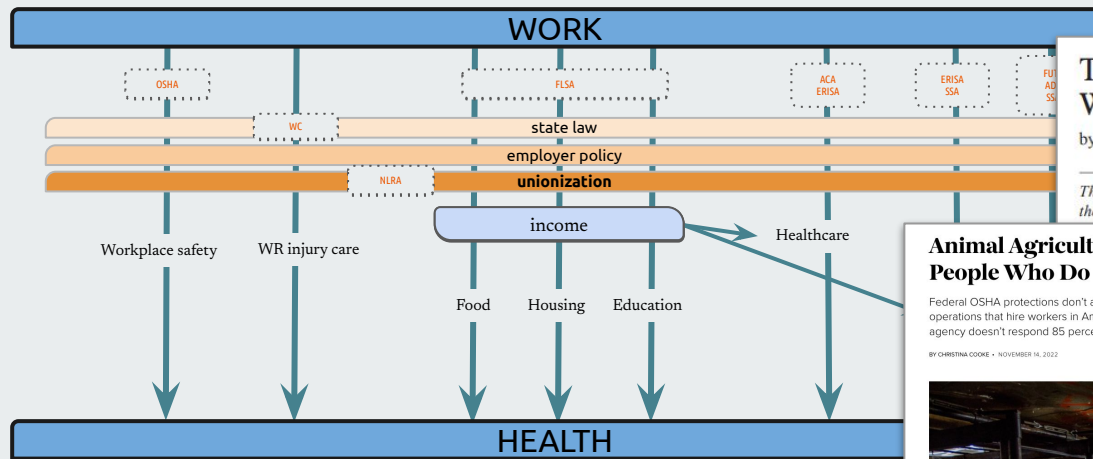 WORK
OSHA
FLSA
ACA
ERISA
ERISA
SSA
WC
state law
employer policy
NLRA
unionization
income
Workplace safety
WR injury care
Healthcare
Food
Housing
Education
by
Animal Agricult
People Who Do
Federal OSHA protections don't a
operations that hire workers in An
agency doesn't respond 85 perce
BY CHRISTINA COOKE • NOVEMBER 14, 2022
HEALTH